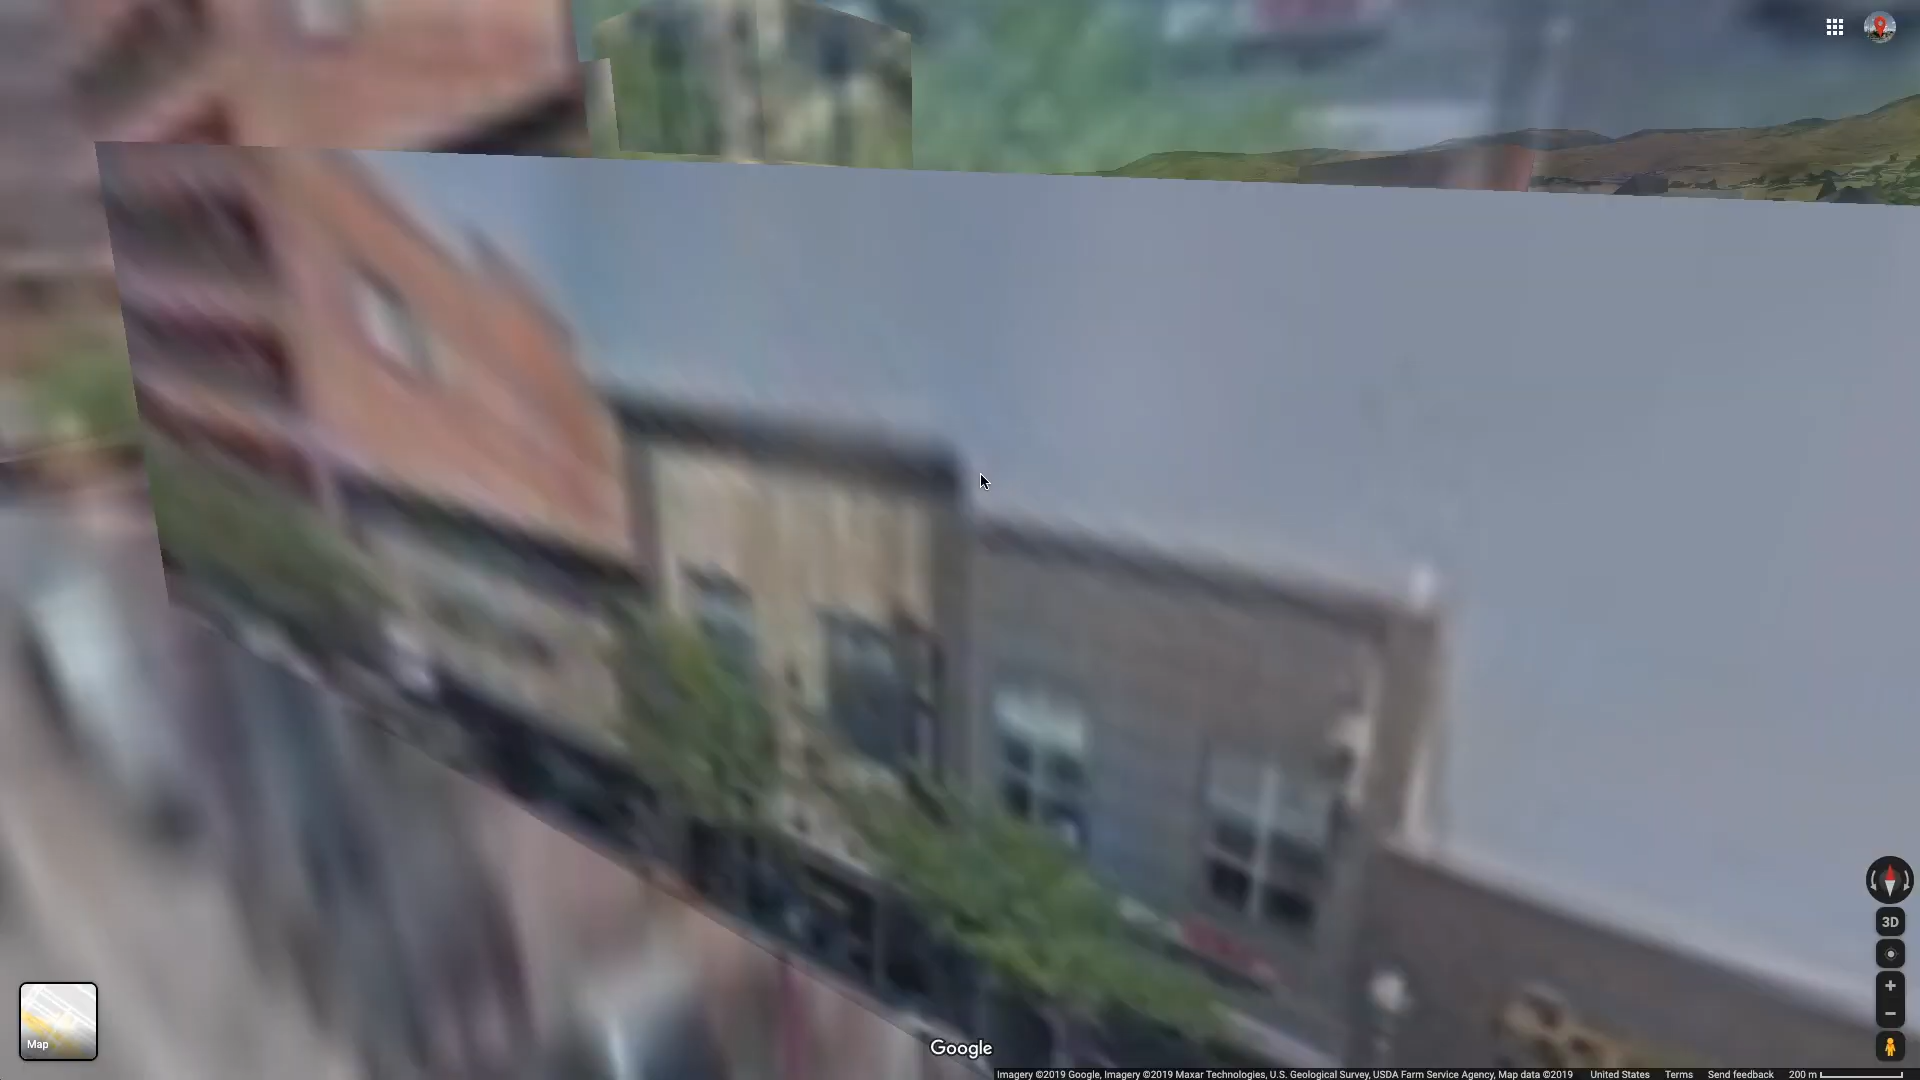 3D
Map
Google
Imagery ©2019 Google, Imagery ©2019 Maxar Technologies, U.S. Geological Survey, USDA Farm Service Agency, Map data ©2019 United States Terms Send feedback 200 m